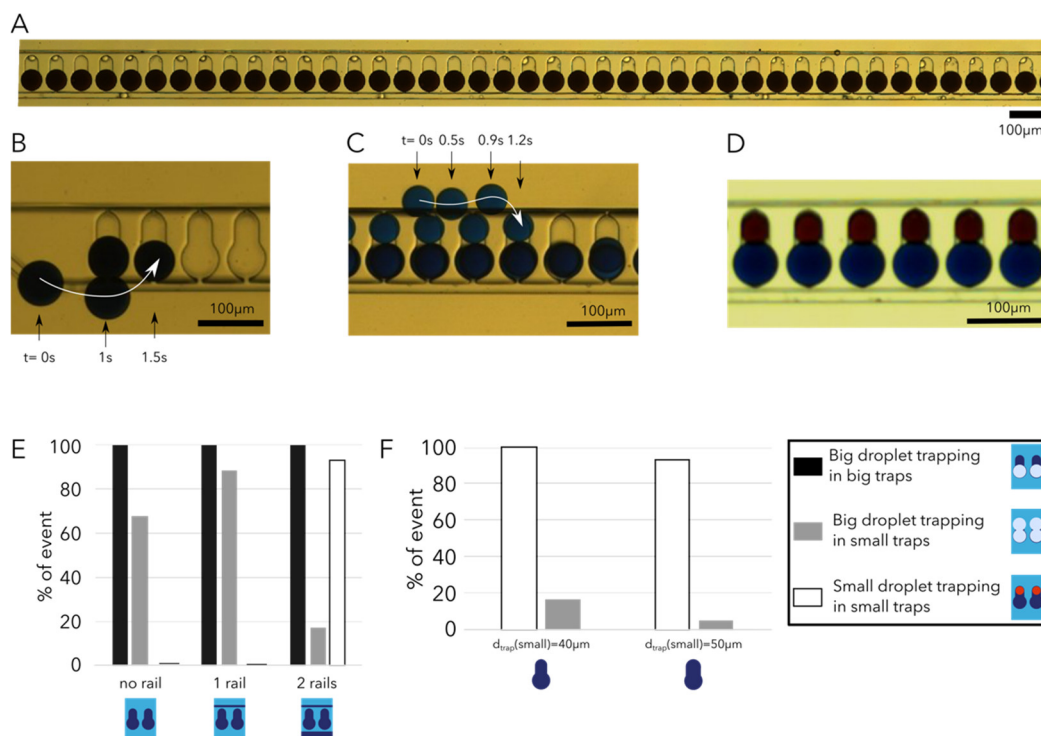 A
100μm
B
C
D
t= 0s 0.5s 0.9s 1.2s
100μm
100μm
100μm
t= 0s 1s 1.5s
E
F
100
80
60
40
20
0
% of event
no rail 1 rail 2 rails
100
80
60
40
20
0
% of event
dtrap(small)=40μm dtrap(small)=50μm
Big droplet trapping
in big traps
Big droplet trapping
in small traps
Small droplet trapping
in small traps